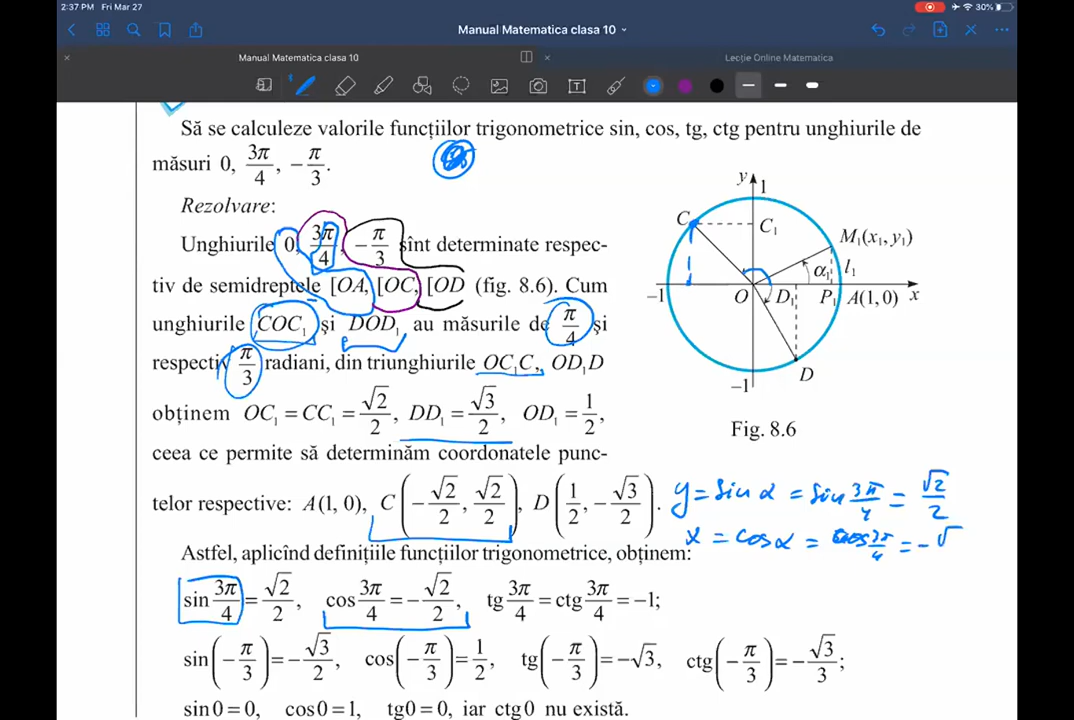 2:37 PM Fri Mar 27
30%
Manual Matematica clasa 10
Manual Matematica clasa 10
Lecție Online Matematica
Să se calculeze valorile funcțiilor trigonometrice sin, cos, tg, ctg pentru unghiurile de
măsuri 0, 3π/4, −π/3.
Rezolvare:
Unghiurile 0, 3π/4, −π/3 sînt determinate respec-
tiv de semidreptele [OA, [OC, [OD (fig. 8.6). Cum
unghiurile COC₁ și DOD₁ au măsurile de π/4 și
respectiv π/3 radiani, din triunghiurile OC₁C, OD₁D
obținem OC₁ = CC₁ = √2/2, DD₁ = √3/2, OD₁ = 1/2,
ceea ce permite să determinăm coordonatele punc-
telor respective: A(1, 0), C(−√2/2, √2/2), D(1/2, −√3/2).
Astfel, aplicînd definițiile funcțiilor trigonometrice, obținem:
sin 3π/4 = √2/2, cos 3π/4 = −√2/2, tg 3π/4 = ctg 3π/4 = −1;
sin(−π/3) = −√3/2, cos(−π/3) = 1/2, tg(−π/3) = −√3, ctg(−π/3) = −√3/3;
sin 0 = 0, cos 0 = 1, tg 0 = 0, iar ctg 0 nu există.
y 1
C C₁ M₁(x₁, y₁)
α₁ l₁
−1 O D₁ P₁ A(1, 0) x
D
−1
Fig. 8.6
y = sin α = sin 3π/4 = √2/2
x = cos α = cos 3π/4 = −√